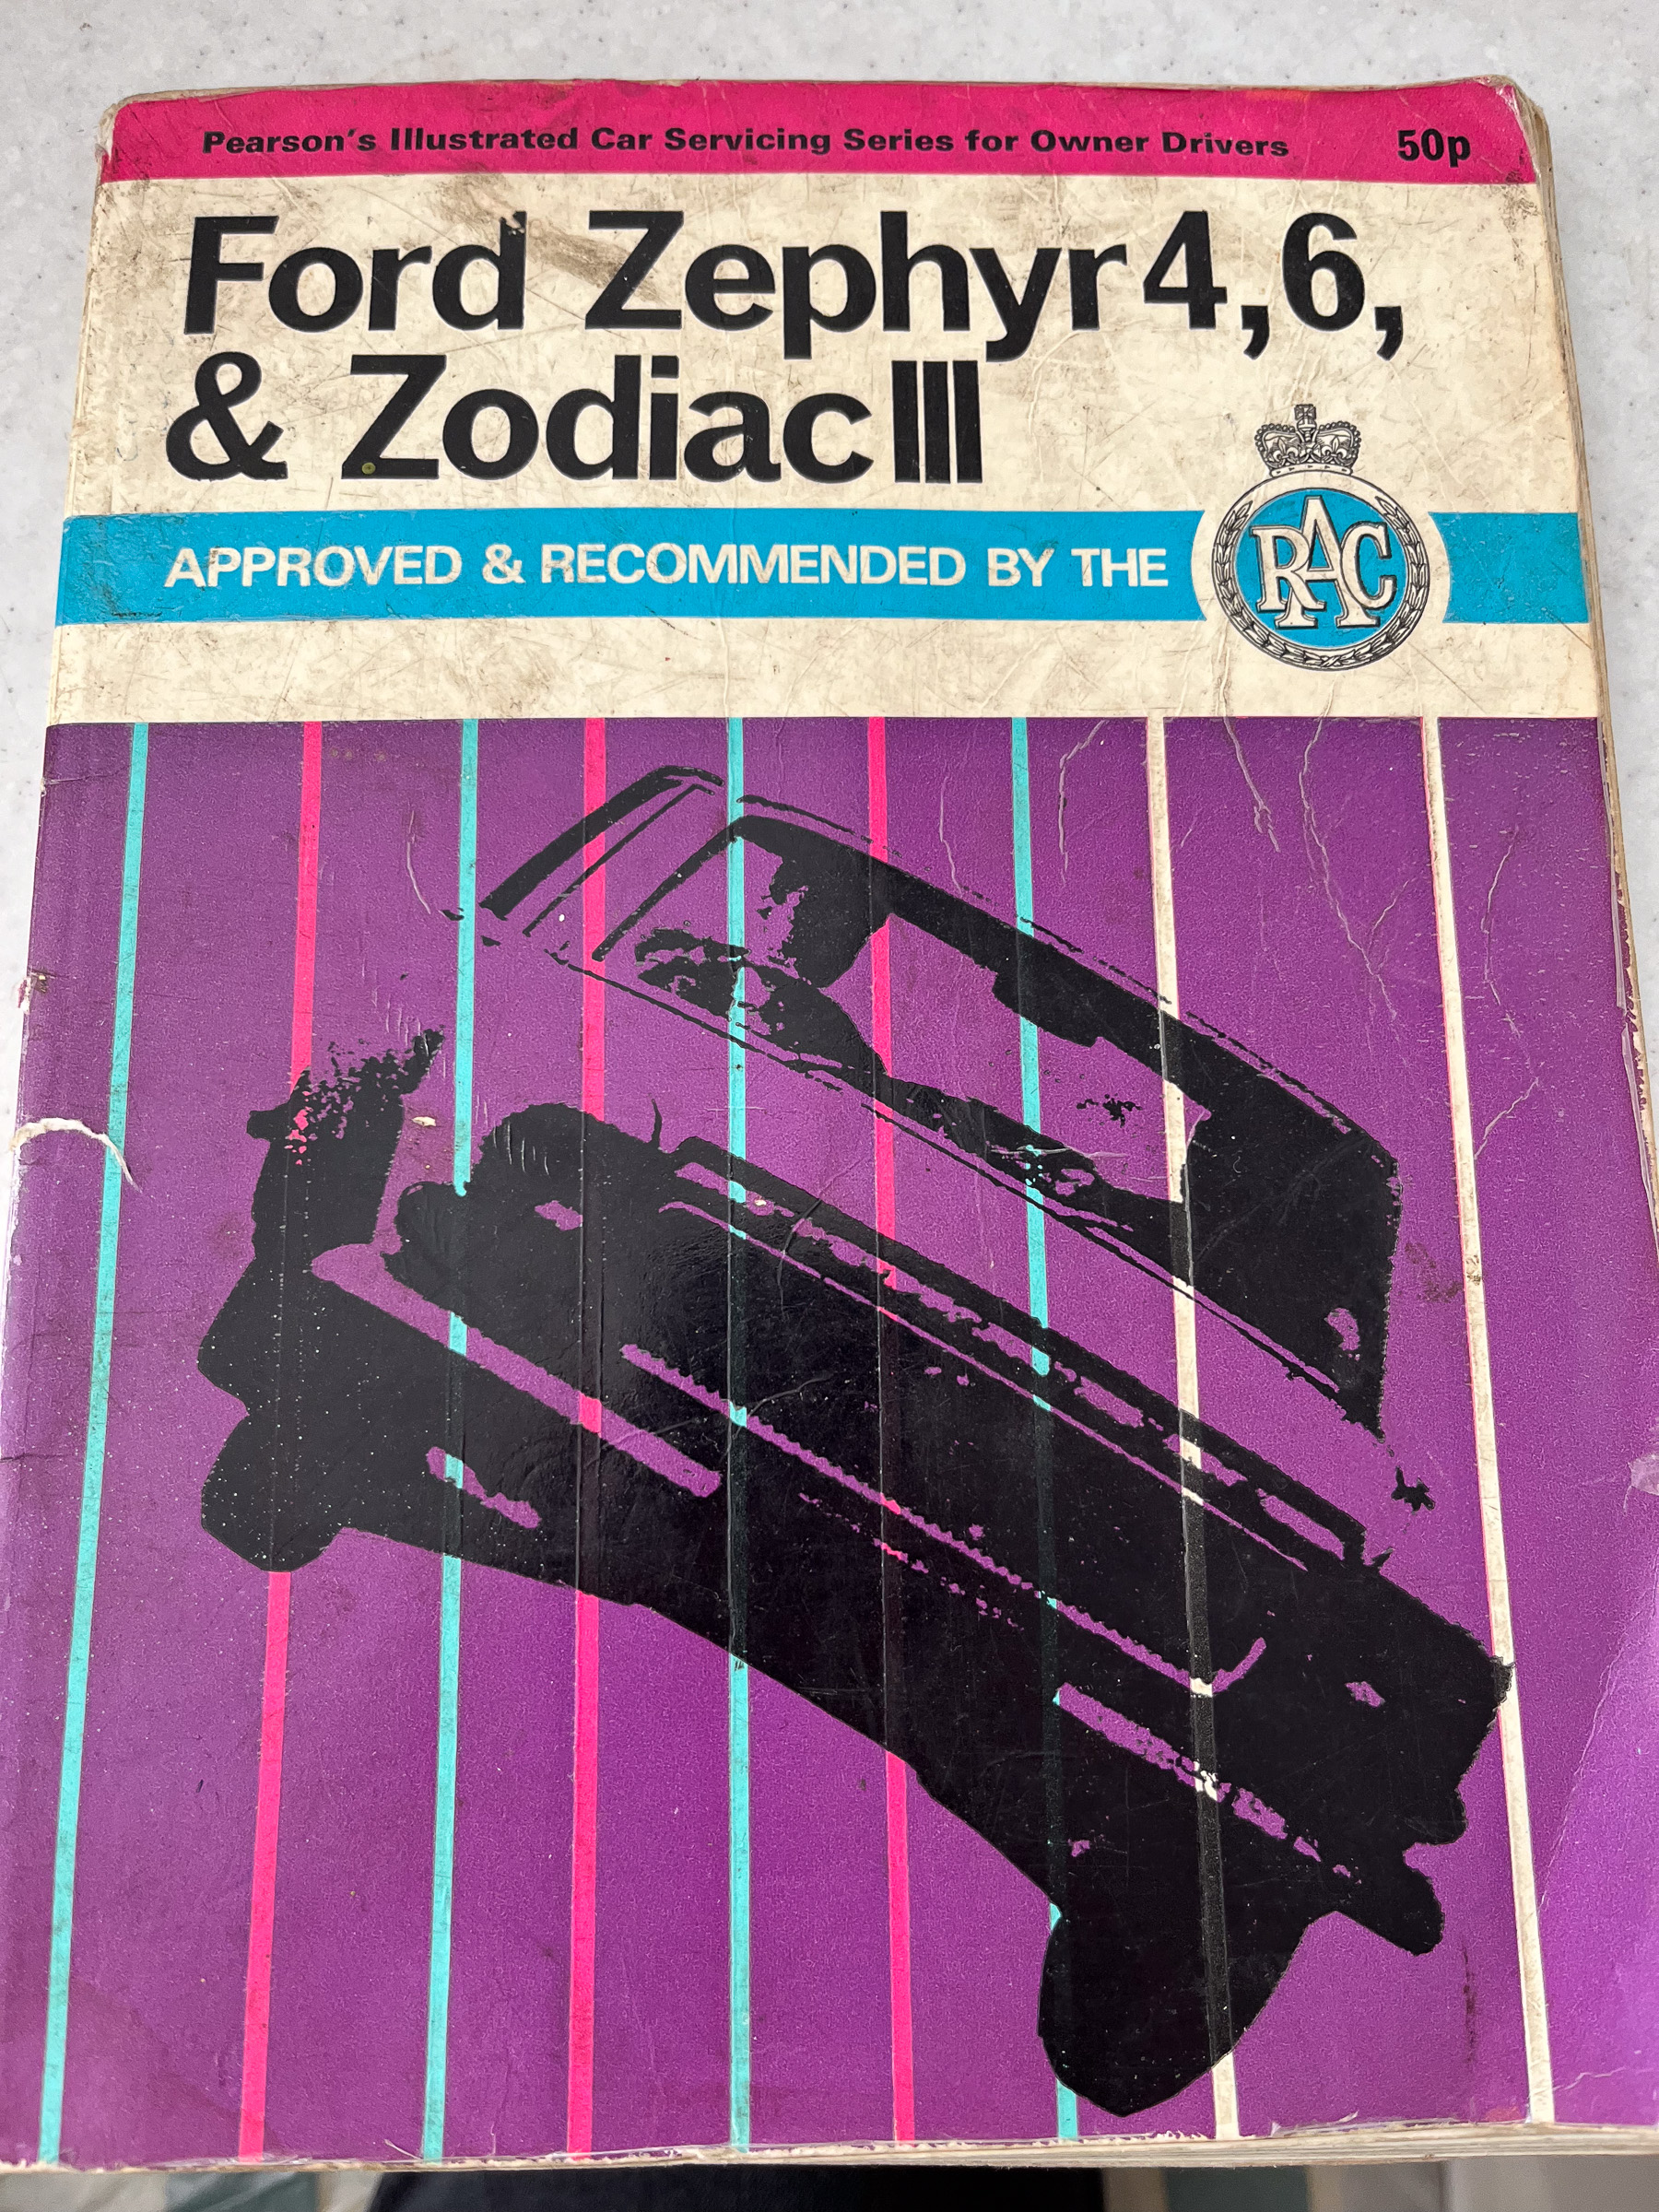 Pearson's Illustrated Car Servicing Series for Owner Drivers 50p
Ford Zephyr 4, 6,
& Zodiac III
APPROVED & RECOMMENDED BY THE
RAC